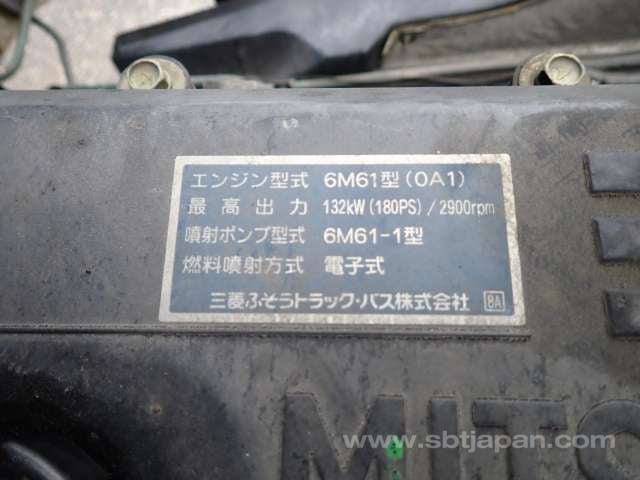 エンジン型式 6M61型(0A1)
最高出力 132kW(180PS)/2900rpm
噴射ポンプ型式 6M61-1型
燃料噴射方式 電子式
三菱ふそうトラック・バス株式会社 8A
MITS
www.sbtjapan.com